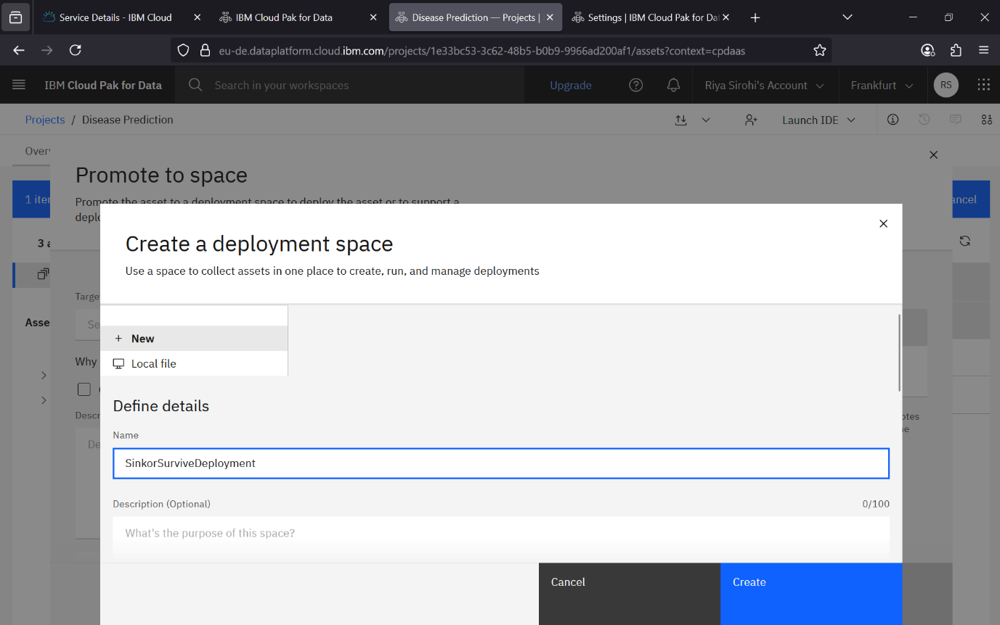 Service Details - IBM Cloud
IBM Cloud Pak for Data
Disease Prediction — Projects |
Settings | IBM Cloud Pak for Dat
eu-de.dataplatform.cloud.ibm.com/projects/1e33bc53-3c62-48b5-b0b9-9966ad200af1/assets?context=cpdaas
IBM Cloud Pak for Data
Search in your workspaces
Upgrade
Riya Sirohi's Account
Frankfurt
RS
Projects / Disease Prediction
Launch IDE
Over
Promote to space
Promote the asset to a deployment space to deploy the asset or to support a
deplo
1 iter
ancel
3 a
Asse
Targe
Se
Why
Descr
De
otes
e
Create a deployment space
Use a space to collect assets in one place to create, run, and manage deployments
+ New
Local file
Define details
Name
SinkorSurviveDeployment
Description (Optional)
0/100
What's the purpose of this space?
Cancel
Create